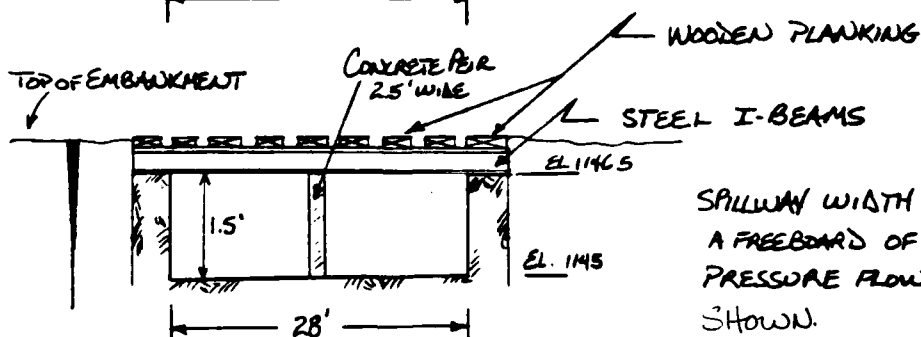 WOODEN PLANKING
TOP OF EMBANKMENT
CONCRETE PEIR
2.5' WIDE
STEEL I-BEAMS
EL 1146.5
1.5'
EL. 1145
SPILLWAY WIDTH
A FREEBOARD OF
PRESSURE FLOW
SHOWN.
28'